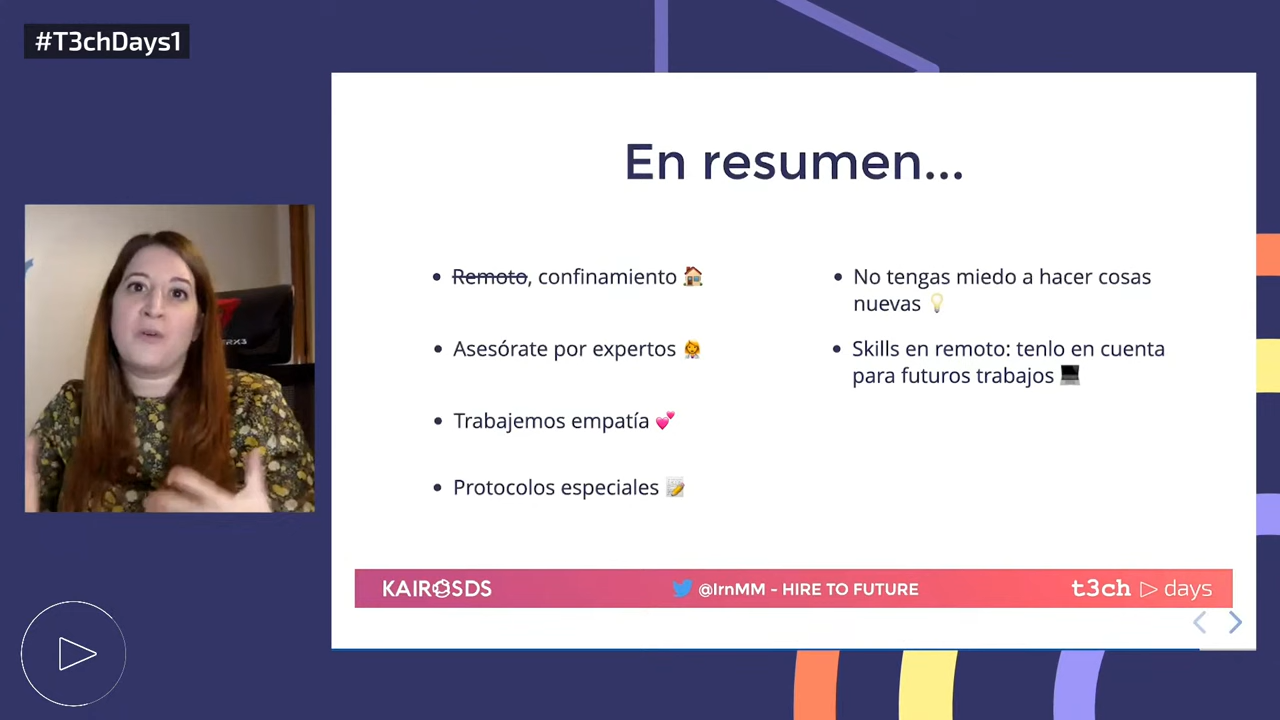 #T3chDays1
En resumen...
Remoto, confinamiento 🏠
Asesórate por expertos 👩‍🚀
Trabajemos empatía 💕
Protocolos especiales 📝
No tengas miedo a hacer cosas
nuevas 💡
Skills en remoto: tenlo en cuenta
para futuros trabajos 💻
KAIROSDS
@IrnMM - HIRE TO FUTURE
t3ch ▷ days